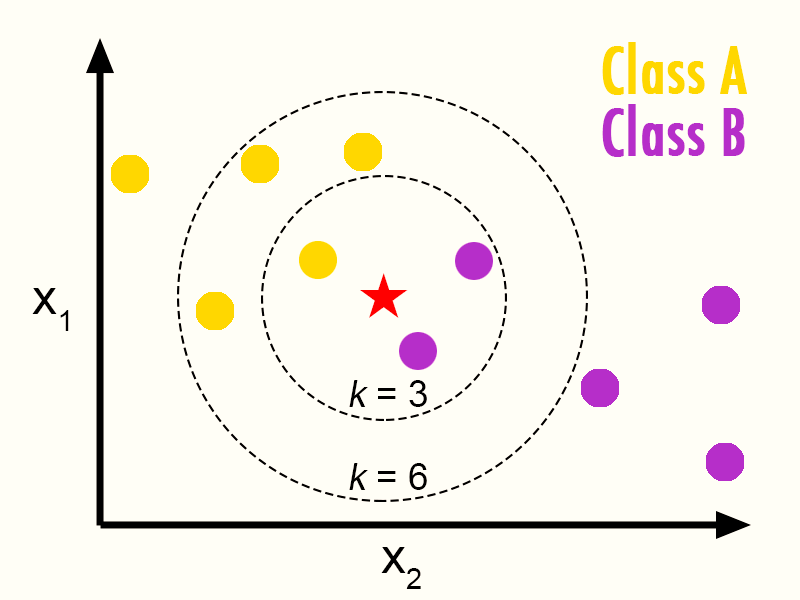 Class A
Class B
x₁
k = 3
k = 6
x₂